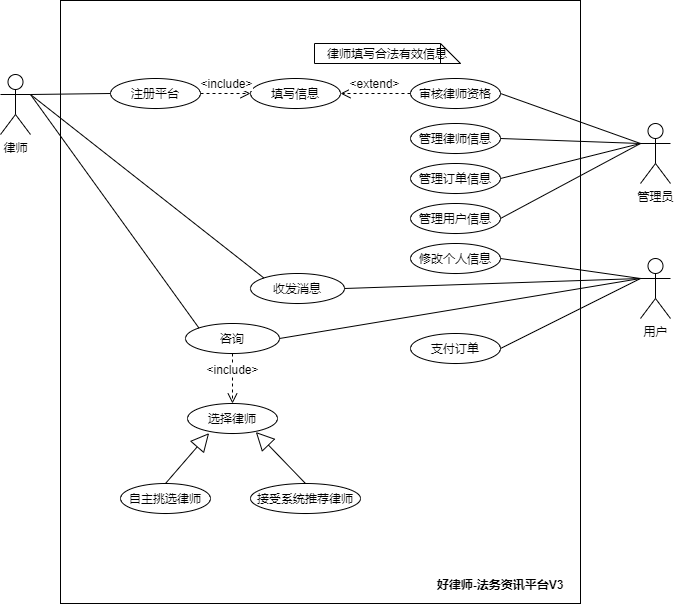 律师填写合法有效信息
<include>
<extend>
注册平台
填写信息
审核律师资格
律师
管理律师信息
管理订单信息
管理员
管理用户信息
修改个人信息
收发消息
用户
咨询
支付订单
<include>
选择律师
自主挑选律师
接受系统推荐律师
好律师-法务资讯平台V3